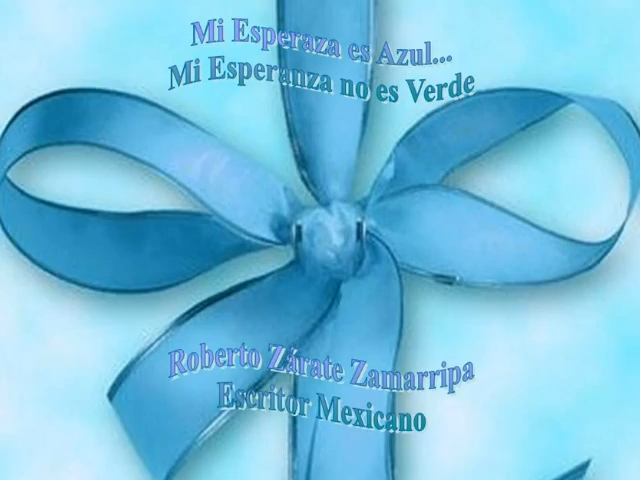 Mi Esperaza es Azul...
Mi Esperanza no es Verde
Roberto Zárate Zamarripa
Escritor Mexicano